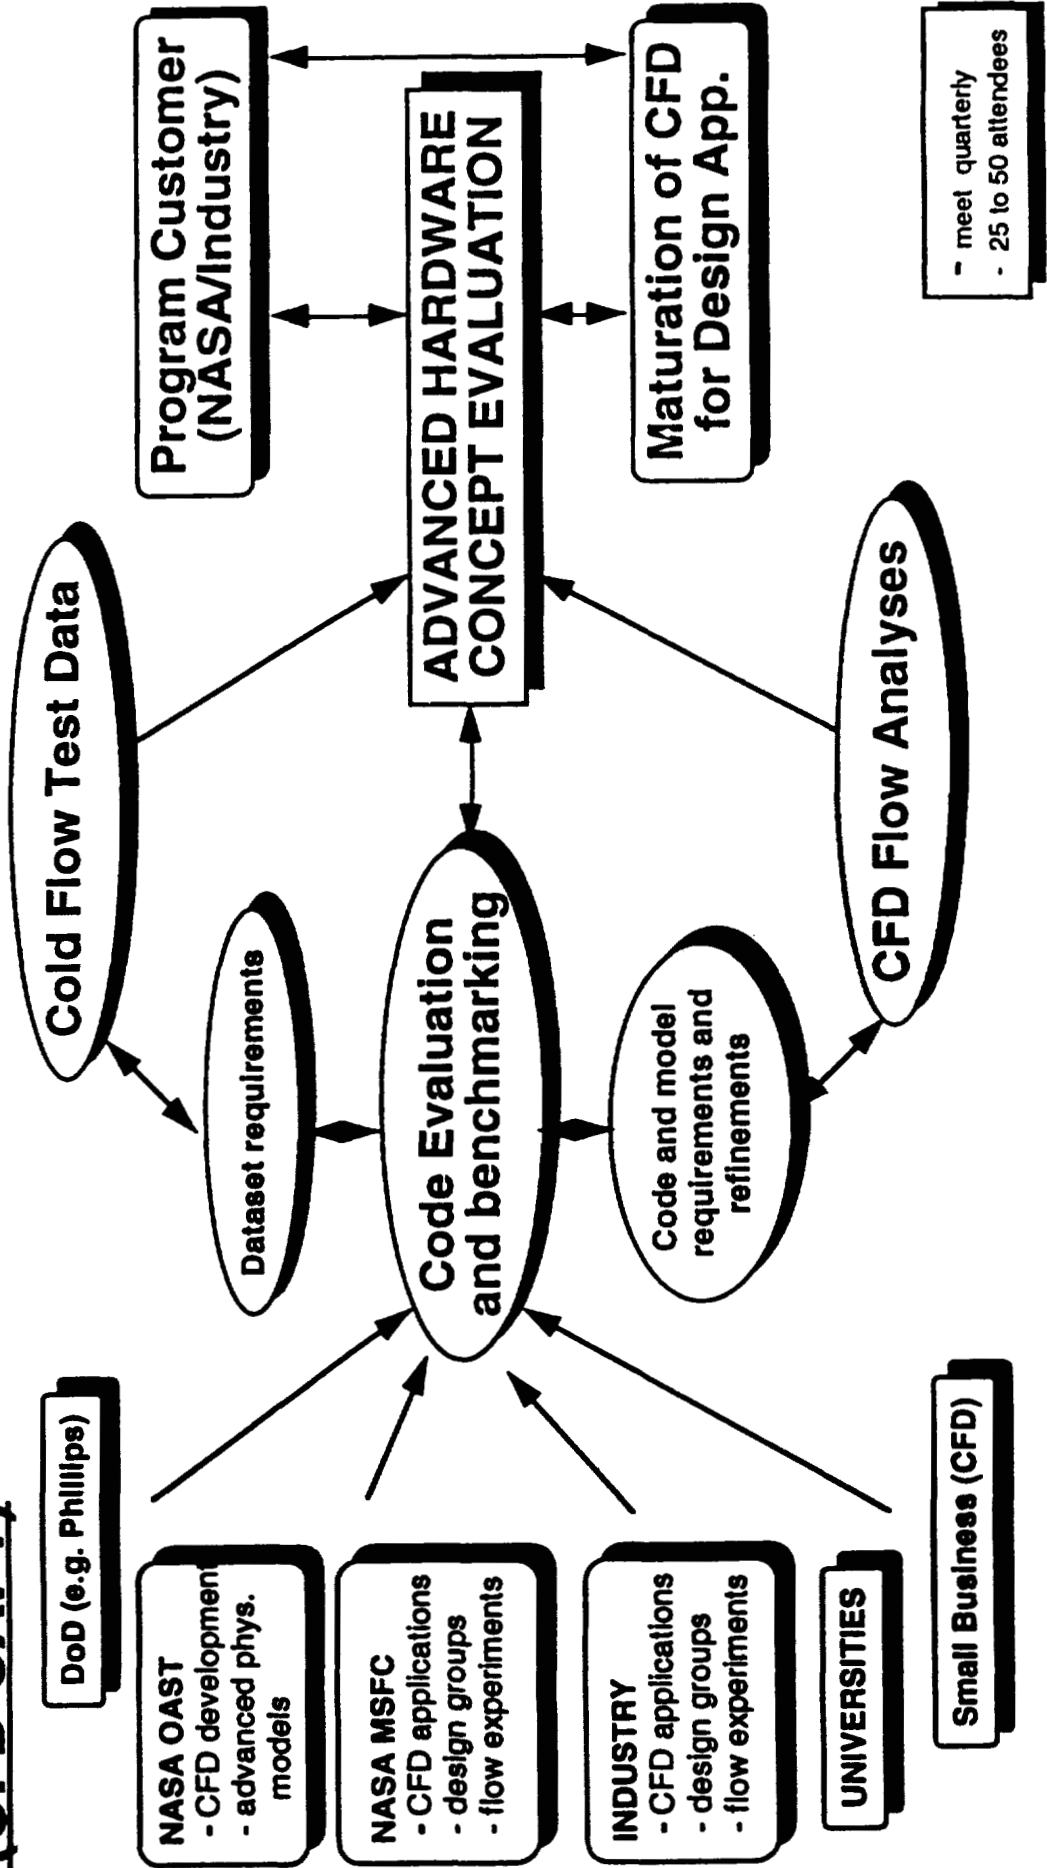 DoD (e.g. Phillips)
NASA OAST
- CFD development
- advanced phys.
models
NASA MSFC
- CFD applications
- design groups
- flow experiments
INDUSTRY
- CFD applications
- design groups
- flow experiments
UNIVERSITIES
Small Business (CFD)
Cold Flow Test Data
Dataset requirements
Code Evaluation
and benchmarking
Code and model
requirements and
refinements
CFD Flow Analyses
Program Customer
(NASA/Industry)
ADVANCED HARDWARE
CONCEPT EVALUATION
Maturation of CFD
for Design App.
- meet quarterly
- 25 to 50 attendees